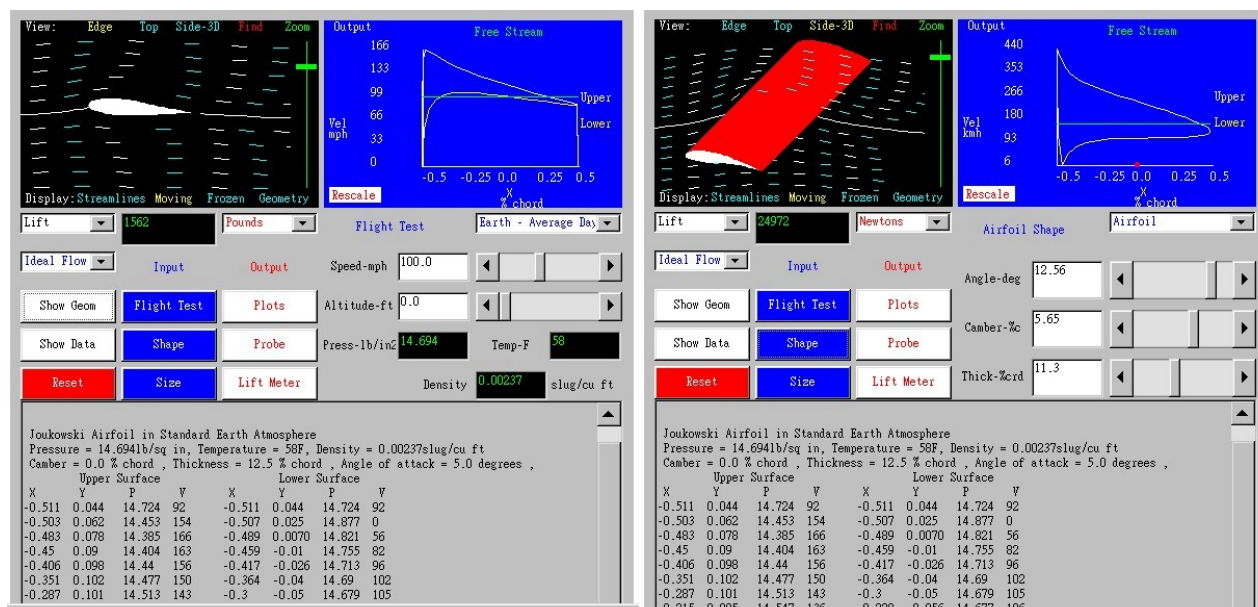 View: Edge Top Side-3D Find Zoom
Display: Streamlines Moving Frozen Geometry
Output
Free Stream
166
133
99
66
33
0
Vel
mph
Upper
Lower
-0.5 -0.25 0.0 0.25 0.5
X
% chord
Rescale
Lift 1562 Pounds Flight Test Earth - Average Day
Ideal Flow Input Output Speed-mph 100.0
Show Geom Flight Test Plots Altitude-ft 0.0
Show Data Shape Probe Press-lb/in2 14.694 Temp-F 58
Reset Size Lift Meter Density 0.00237 slug/cu ft
Joukowski Airfoil in Standard Earth Atmosphere
Pressure = 14.694lb/sq in, Temperature = 58F, Density = 0.00237slug/cu ft
Camber = 0.0 % chord , Thickness = 12.5 % chord , Angle of attack = 5.0 degrees ,
Upper Surface Lower Surface
X Y P V X Y P V
-0.511 0.044 14.724 92 -0.511 0.044 14.724 92
-0.503 0.062 14.453 154 -0.507 0.025 14.877 0
-0.483 0.078 14.385 166 -0.489 0.0070 14.821 56
-0.45 0.09 14.404 163 -0.459 -0.01 14.755 82
-0.406 0.098 14.44 156 -0.417 -0.026 14.713 96
-0.351 0.102 14.477 150 -0.364 -0.04 14.69 102
-0.287 0.101 14.513 143 -0.3 -0.05 14.679 105
View: Edge Top Side-3D Find Zoom
Display: Streamlines Moving Frozen Geometry
Output
Free Stream
440
353
266
180
93
6
Vel
kmh
Upper
Lower
-0.5 -0.25 0.0 0.25 0.5
X
% chord
Rescale
Lift 24972 Newtons Airfoil Shape Airfoil
Ideal Flow Input Output Angle-deg 12.56
Show Geom Flight Test Plots Camber-%c 5.65
Show Data Shape Probe
Reset Size Lift Meter Thick-%crd 11.3
Joukowski Airfoil in Standard Earth Atmosphere
Pressure = 14.694lb/sq in, Temperature = 58F, Density = 0.00237slug/cu ft
Camber = 0.0 % chord , Thickness = 12.5 % chord , Angle of attack = 5.0 degrees ,
Upper Surface Lower Surface
X Y P V X Y P V
-0.511 0.044 14.724 92 -0.511 0.044 14.724 92
-0.503 0.062 14.453 154 -0.507 0.025 14.877 0
-0.483 0.078 14.385 166 -0.489 0.0070 14.821 56
-0.45 0.09 14.404 163 -0.459 -0.01 14.755 82
-0.406 0.098 14.44 156 -0.417 -0.026 14.713 96
-0.351 0.102 14.477 150 -0.364 -0.04 14.69 102
-0.287 0.101 14.513 143 -0.3 -0.05 14.679 105